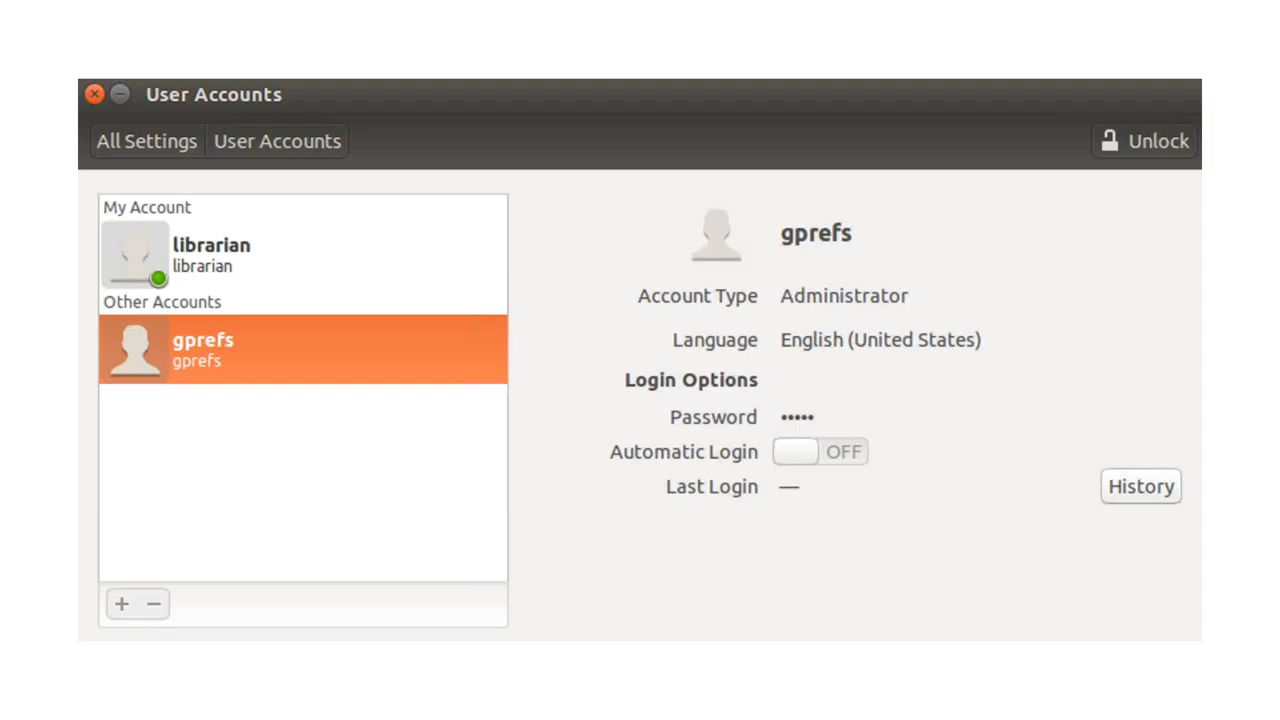 User Accounts
All Settings User Accounts Unlock
My Account
librarian
librarian
Other Accounts
gprefs
gprefs
gprefs
Account Type Administrator
Language English (United States)
Login Options
Password •••••
Automatic Login OFF
Last Login —
History
+ −